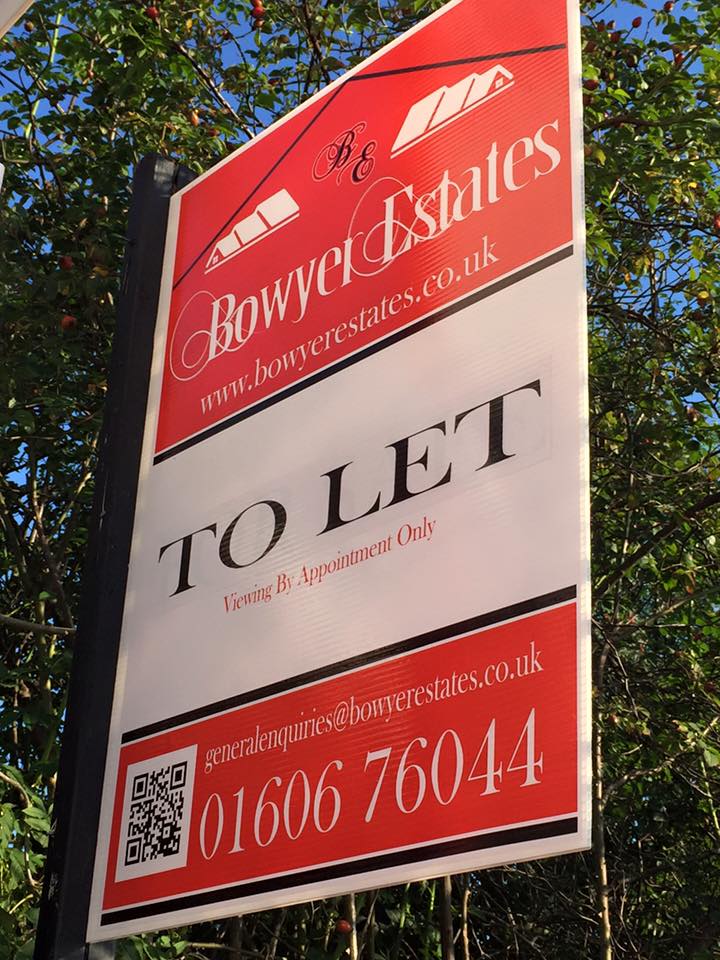 BE
Bowyer Estates
www.bowyerestates.co.uk
TO LET
Viewing By Appointment Only
generalenquiries@bowyerestates.co.uk
01606 76044